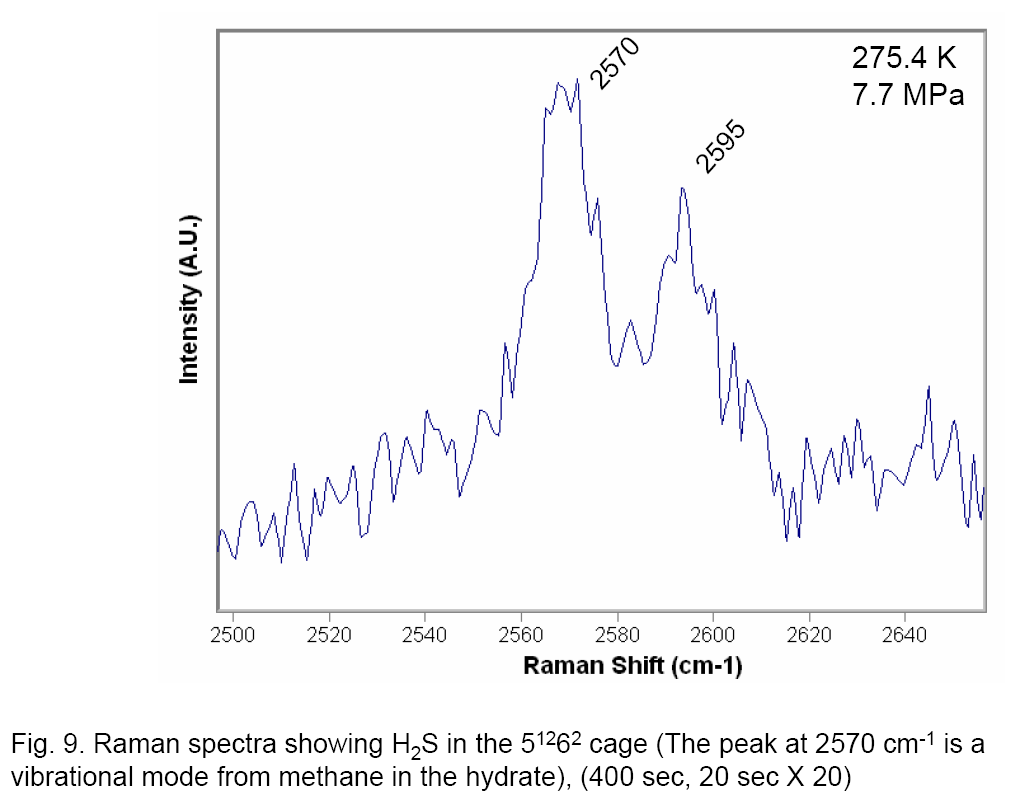 2570
2595
275.4 K
7.7 MPa
Intensity (A.U.)
2500 2520 2540 2560 2580 2600 2620 2640
Raman Shift (cm-1)
Fig. 9. Raman spectra showing H₂S in the 5¹²6² cage (The peak at 2570 cm⁻¹ is a
vibrational mode from methane in the hydrate), (400 sec, 20 sec X 20)